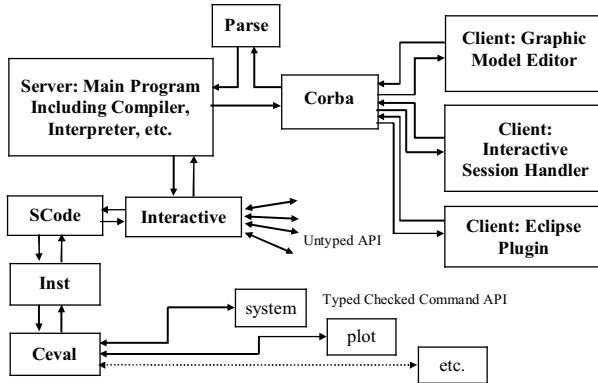 Parse
Client: Graphic
Model Editor
Server: Main Program
Including Compiler,
Interpreter, etc.
Corba
Client:
Interactive
Session Handler
SCode
Interactive
Untyped API
Client: Eclipse
Plugin
Inst
system
Typed Checked Command API
plot
Ceval
etc.